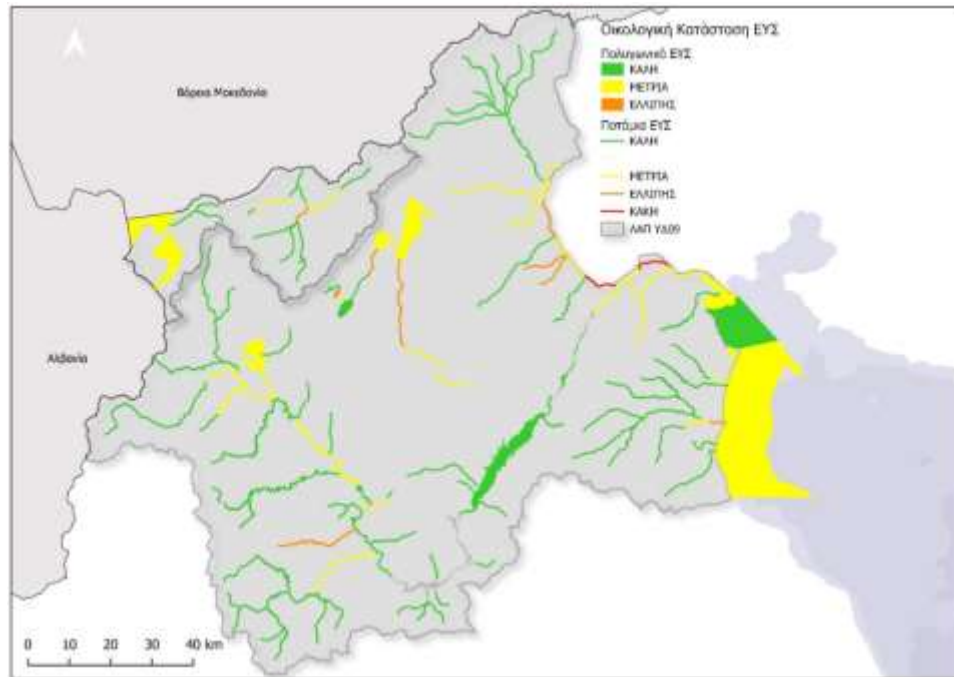 Οικολογική Κατάσταση ΕΥΣ
Πολυγωνικά ΕΥΣ
ΚΑΛΗ
ΜΕΤΡΙΑ
ΕΛΛΙΠΗΣ
Ποτάμια ΕΥΣ
ΚΑΛΗ
ΜΕΤΡΙΑ
ΕΛΛΙΠΗΣ
ΚΑΚΗ
ΛΑΠ ΥΔ09
Βόρεια Μακεδονία
Αλβανία
0 10 20 30 40 km